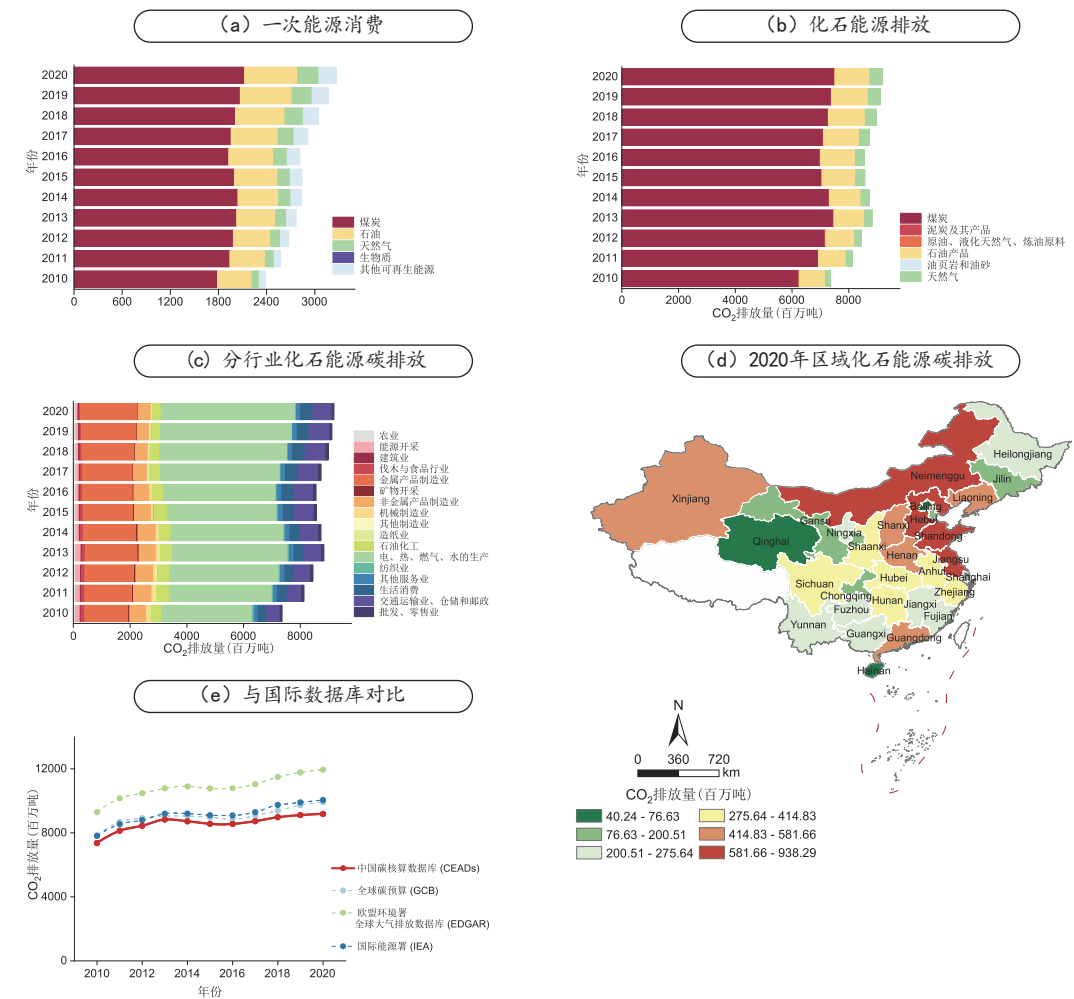 (a) 一次能源消费
年份
2020
2019
2018
2017
2016
2015
2014
2013
2012
2011
2010
0 600 1200 1800 2400 3000
煤炭
石油
天然气
生物质
其他可再生能源
(b) 化石能源排放
年份
2020
2019
2018
2017
2016
2015
2014
2013
2012
2011
2010
0 2000 4000 6000 8000
CO2排放量(百万吨)
煤炭
泥炭及其产品
原油、液化天然气、炼油原料
石油产品
油页岩和油砂
天然气
(c) 分行业化石能源碳排放
年份
2020
2019
2018
2017
2016
2015
2014
2013
2012
2011
2010
0 2000 4000 6000 8000
CO2排放量(百万吨)
农业
能源开采
建筑业
伐木与食品行业
金属产品制造业
矿物开采
非金属产品制造业
机械制造业
其他制造业
造纸业
石油化工
电、热、燃气、水的生产
纺织业
其他服务业
生活消费
交通运输业、仓储和邮政
批发、零售业
(d) 2020年区域化石能源碳排放
Heilongjiang
Neimenggu
Jilin
Xinjiang
Liaoning
Beijing
Gansu
Hebei
Shanxi
Ningxia
Shandong
Qinghai
Shaanxi
Henan
Jiangsu
Anhui
Shanghai
Sichuan
Hubei
Zhejiang
Chongqing
Hunan
Jiangxi
Fuzhou
Fujian
Yunnan
Guangxi
Guangdong
Hainan
N
0 360 720
km
CO2排放量(百万吨)
40.24 - 76.63
76.63 - 200.51
200.51 - 275.64
275.64 - 414.83
414.83 - 581.66
581.66 - 938.29
(e) 与国际数据库对比
CO2排放量(百万吨)
12000
8000
4000
0
2010 2012 2014 2016 2018 2020
年份
中国碳核算数据库 (CEADs)
全球碳预算 (GCB)
欧盟环境署
全球大气排放数据库 (EDGAR)
国际能源署 (IEA)